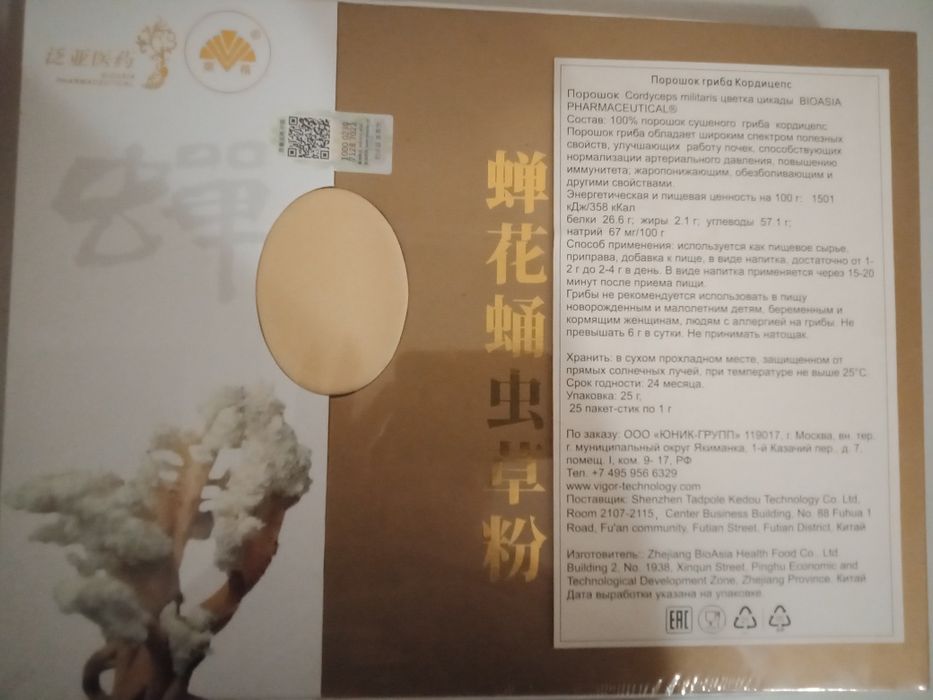 泛亚医药
BIOASIA
PHARMACEUTICAL
®
1000 0230
7128 7021
蝉花蛹虫草粉
Порошок гриба Кордицепс
Порошок Cordyceps militaris цветка цикады BIOASIA
PHARMACEUTICAL®
Состав: 100% порошок сушеного гриба кордицепс
Порошок гриба обладает широким спектром полезных
свойств, улучшающих работу почек, способствующих
нормализации артериального давления, повышению
иммунитета; жаропонижающим, обезболивающим и
другими свойствами.
Энергетическая и пищевая ценность на 100 г: 1501
кДж/358 кКал
белки 26.6 г; жиры 2.1 г; углеводы 57.1 г;
натрий 67 мг/100 г
Способ применения: используется как пищевое сырье,
приправа, добавка к пище, в виде напитка, достаточно от 1-
2 г до 2-4 г в день. В виде напитка применяется через 15-20
минут после приема пищи.
Грибы не рекомендуется использовать в пищу
новорожденным и малолетним детям, беременным и
кормящим женщинам, людям с аллергией на грибы. Не
превышать 6 г в сутки. Не принимать натощак.
Хранить: в сухом прохладном месте, защищенном от
прямых солнечных лучей, при температуре не выше 25°С.
Срок годности: 24 месяца.
Упаковка: 25 г,
25 пакет-стик по 1 г
По заказу: ООО «ЮНИК-ГРУПП» 119017, г. Москва, вн. тер.
г. муниципальный округ Якиманка, 1-й Казачий пер., д. 7,
помещ. I, ком. 9- 17, РФ
Тел. +7 495 956 6329
www.vigor-technology.com
Поставщик: Shenzhen Tadpole Kedou Technology Co. Ltd,
Room 2107-2115、Center Business Building, No. 88 Fuhua 1
Road, Fu'an community, Futian Street, Futian District, Китай
Изготовитель:: Zhejiang BioAsia Health Food Co., Ltd.
Building 2, No. 1938, Xinqun Street, Pinghu Economic and
Technological Development Zone, Zhejiang Province, Китай
Дата выработки указана на упаковке.
EAC